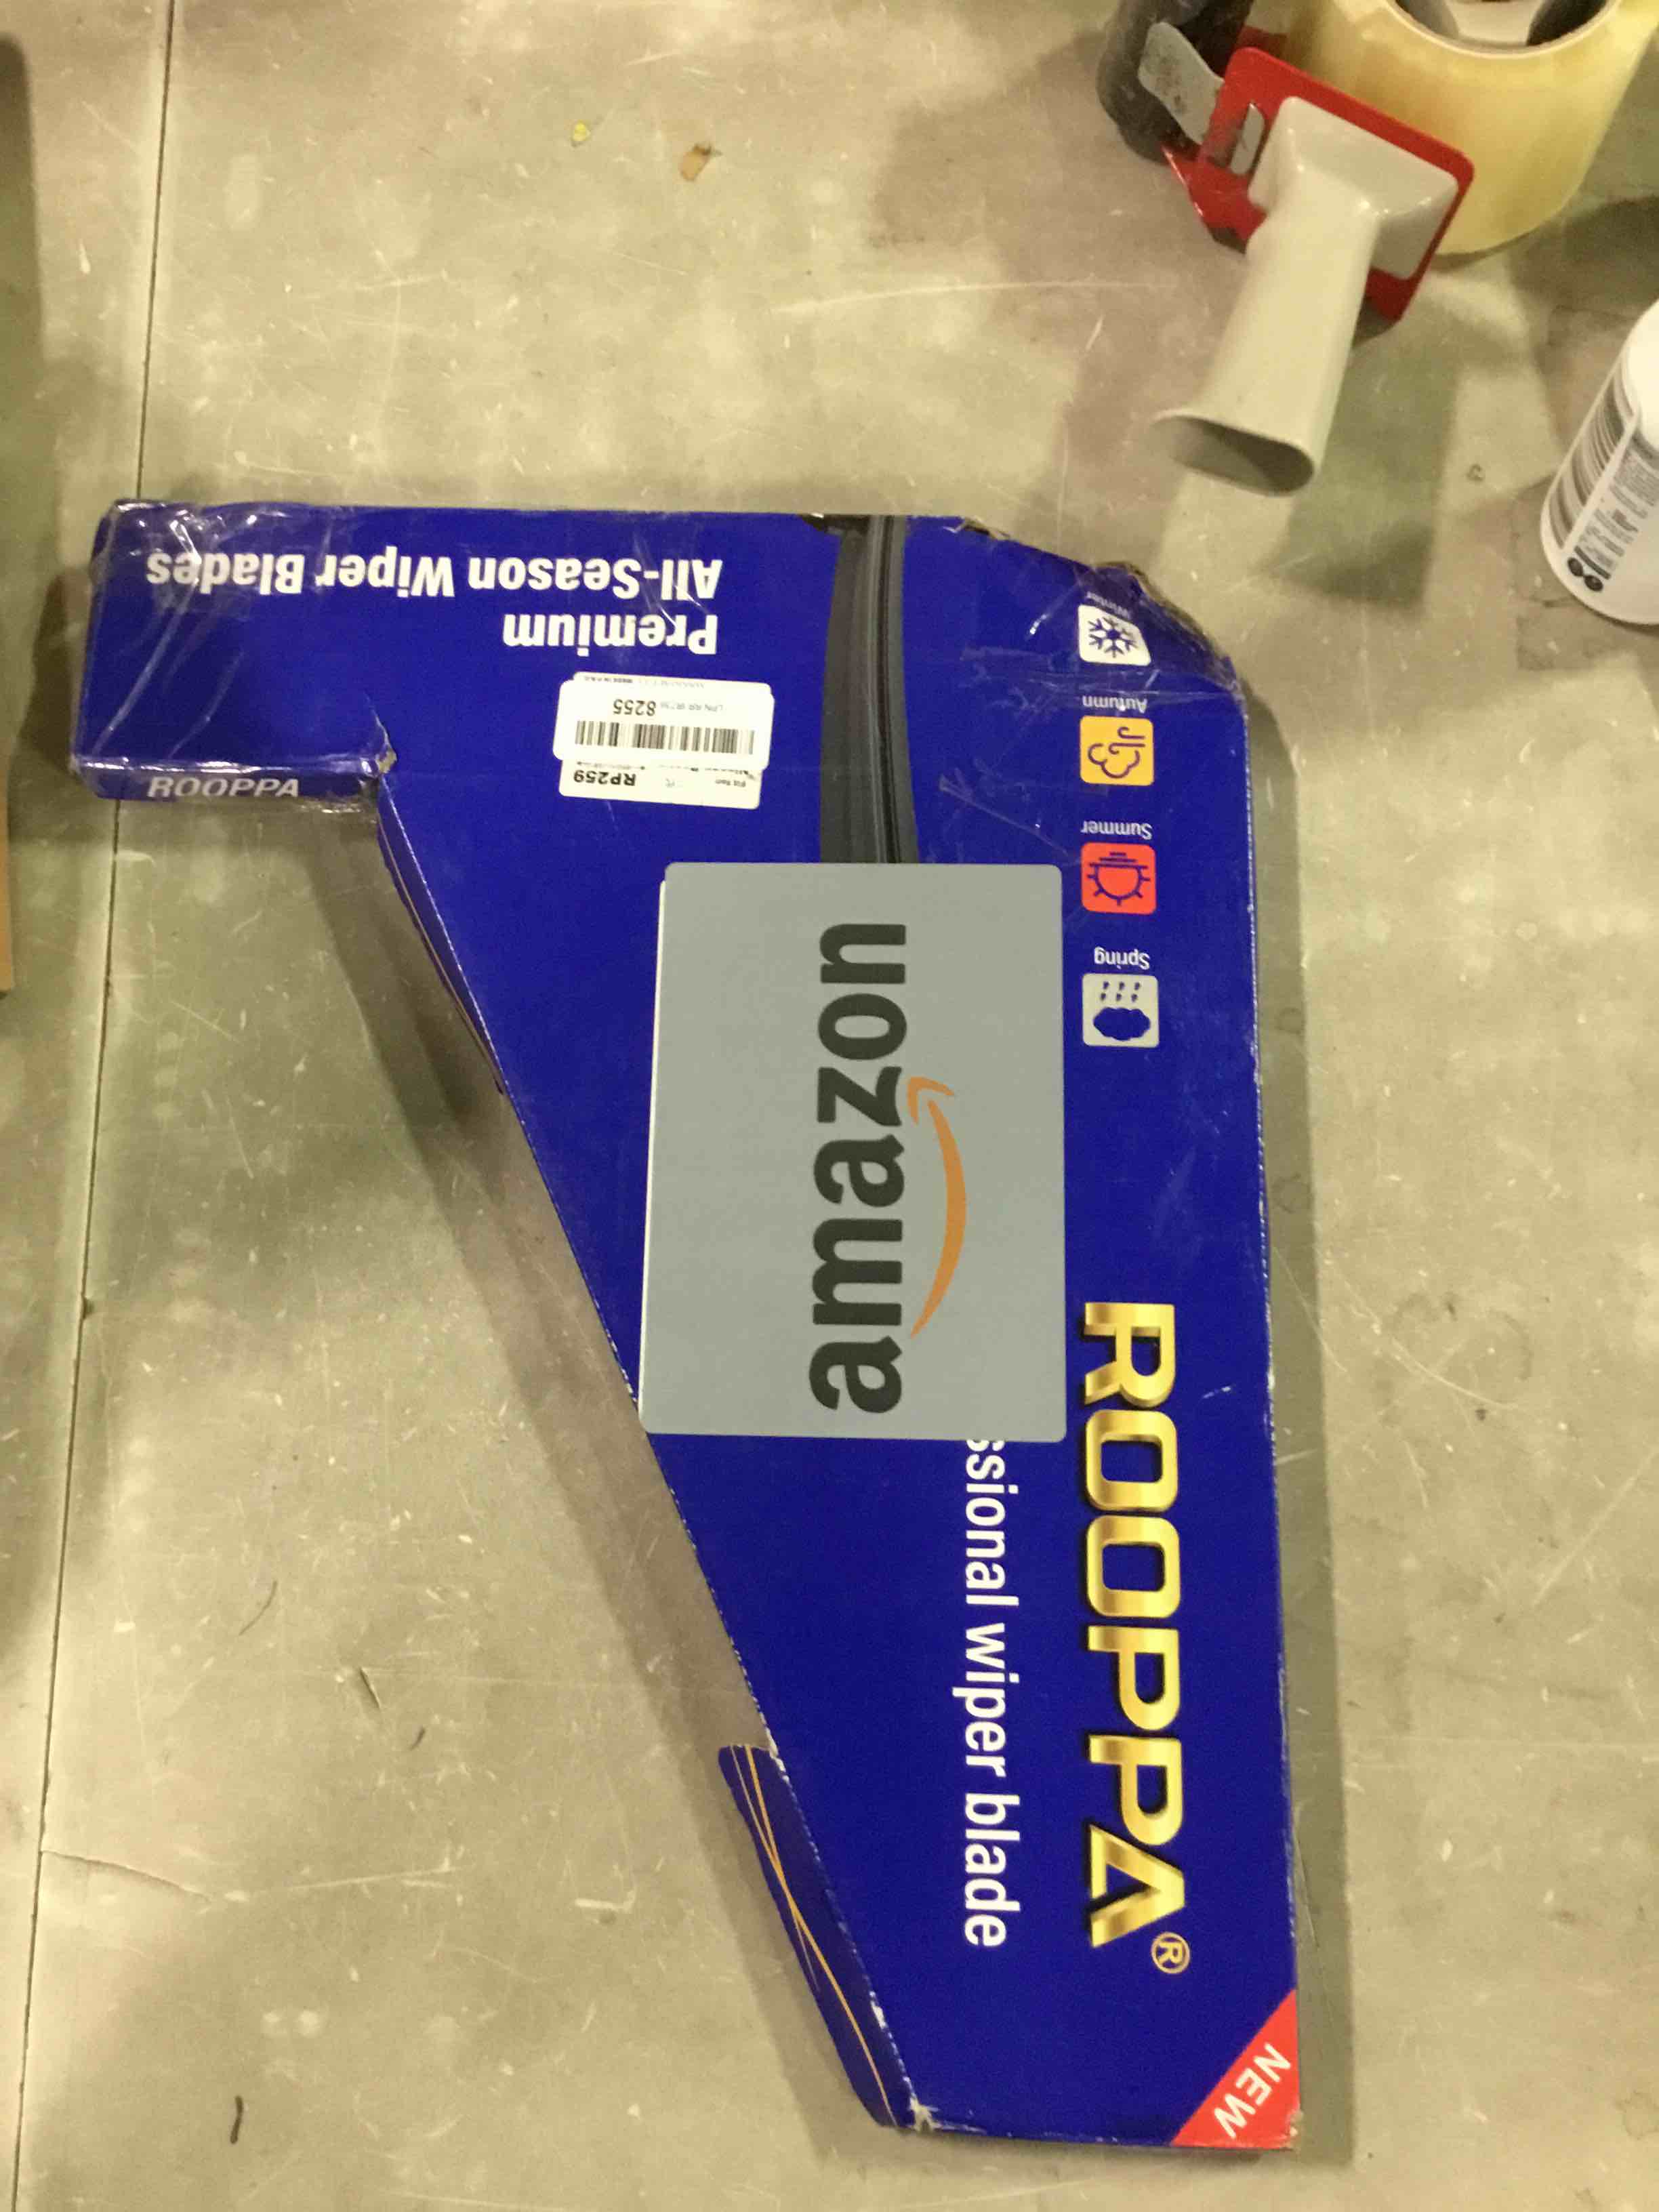 Premium
All-Season Wiper Blades
ROOPPA
8255
RP259
Winter
Autumn
Summer
Spring
amazon
ROOPPA®
ssional wiper blade
NEW